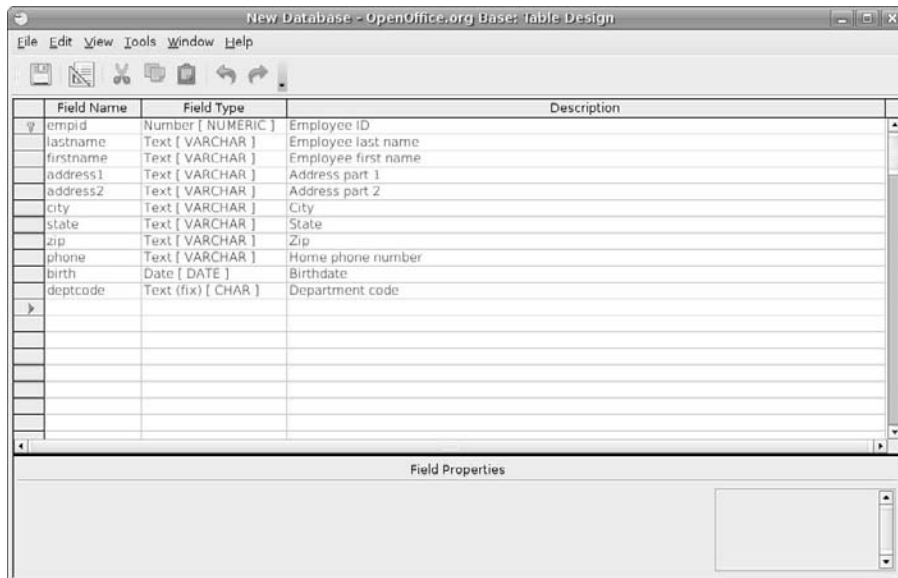 New Database - OpenOffice.org Base: Table Design
File Edit View Tools Window Help
Field Name Field Type Description
empid Number [ NUMERIC ] Employee ID
lastname Text [ VARCHAR ] Employee last name
firstname Text [ VARCHAR ] Employee first name
address1 Text [ VARCHAR ] Address part 1
address2 Text [ VARCHAR ] Address part 2
city Text [ VARCHAR ] City
state Text [ VARCHAR ] State
zip Text [ VARCHAR ] Zip
phone Text [ VARCHAR ] Home phone number
birth Date [ DATE ] Birthdate
deptcode Text (fix) [ CHAR ] Department code
Field Properties